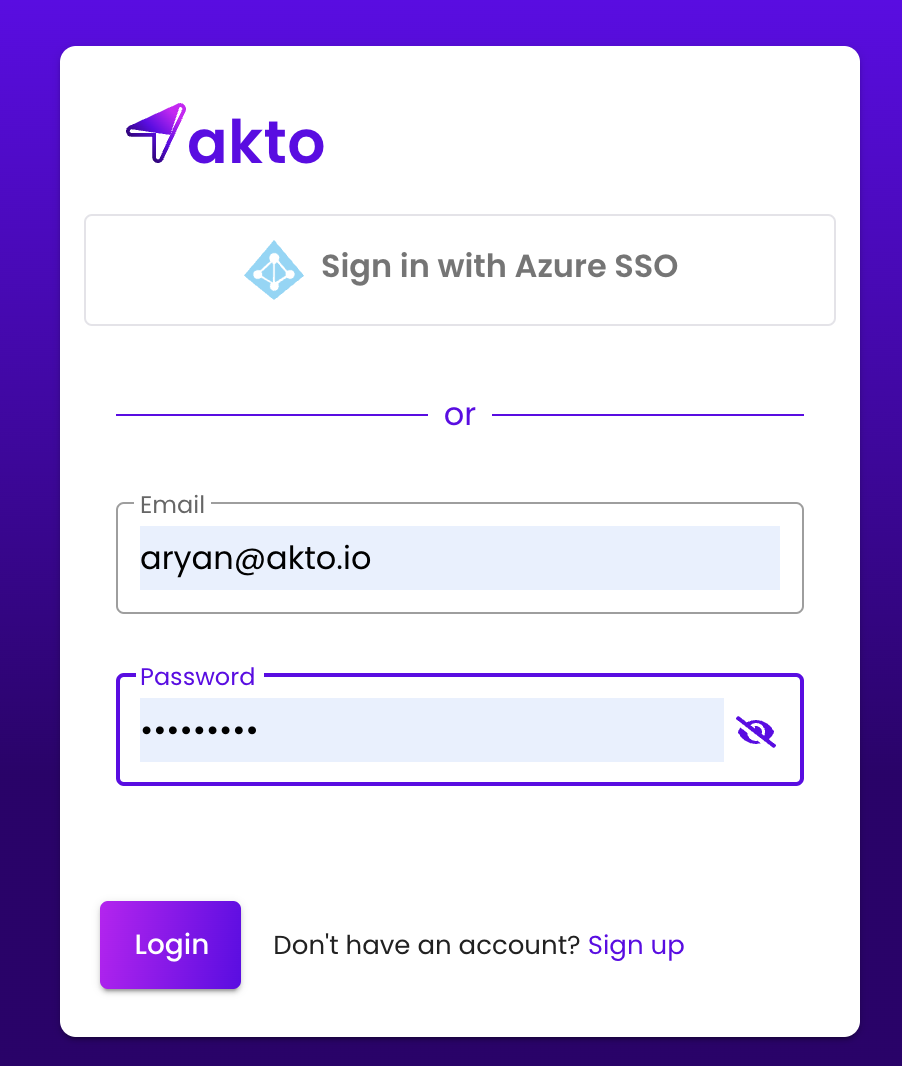 akto
Sign in with Azure SSO
or
Email
aryan@akto.io
Password
•••••••••
Login
Don't have an account? Sign up